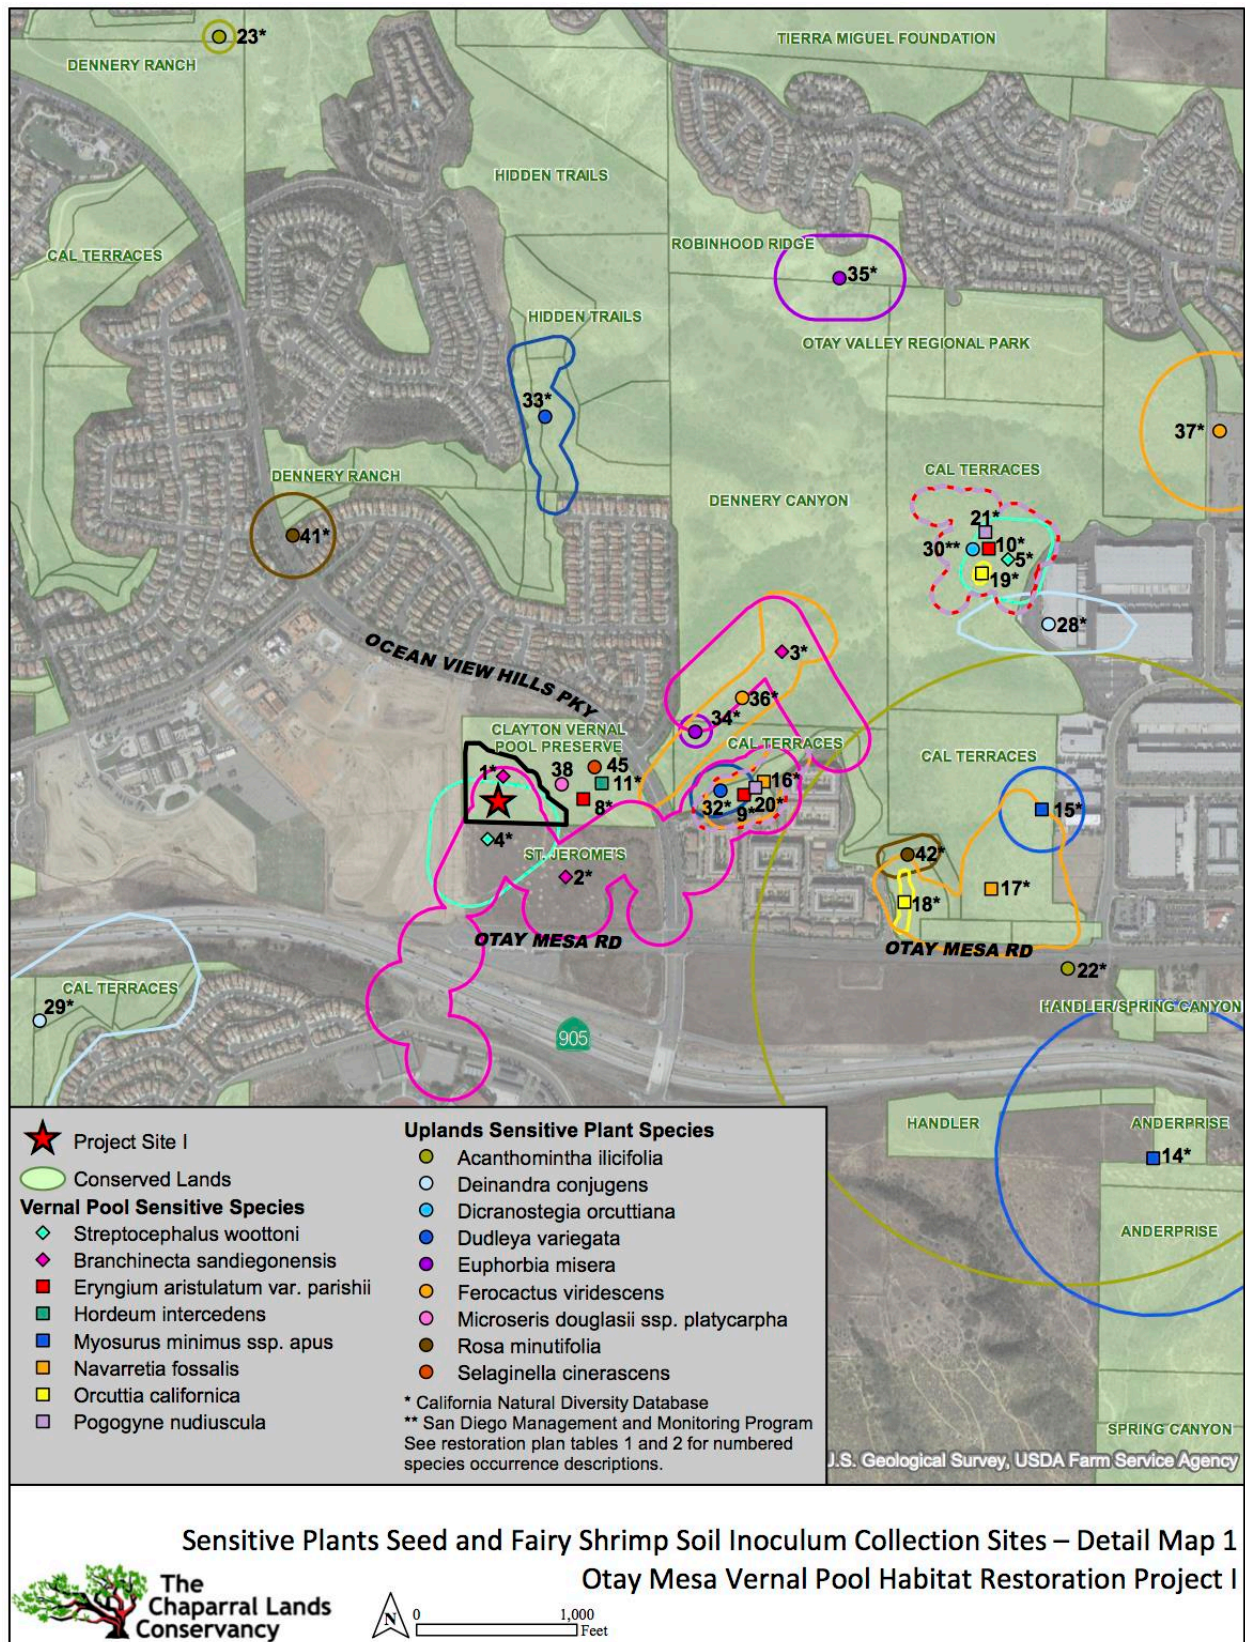 23*
DENNERY RANCH
TIERRA MIGUEL FOUNDATION
HIDDEN TRAILS
CAL TERRACES
ROBINHOOD RIDGE
35*
HIDDEN TRAILS
OTAY VALLEY REGIONAL PARK
33*
37*
DENNERY RANCH
CAL TERRACES
DENNERY CANYON
41*
21*
30**
10*
5*
19*
28*
OCEAN VIEW HILLS PKY
3*
36*
34*
CLAYTON VERNAL
POOL PRESERVE
CAL TERRACES
CAL TERRACES
1*
38
45
11*
8*
16*
32*
9*
20*
15*
4*
ST. JEROME'S
2*
42*
17*
18*
OTAY MESA RD
OTAY MESA RD
22*
CAL TERRACES
29*
HANDLER/SPRING CANYON
905
HANDLER
ANDERPRISE
14*
ANDERPRISE
SPRING CANYON
Project Site I
Conserved Lands
Vernal Pool Sensitive Species
Streptocephalus woottoni
Branchinecta sandiegonensis
Eryngium aristulatum var. parishii
Hordeum intercedens
Myosurus minimus ssp. apus
Navarretia fossalis
Orcuttia californica
Pogogyne nudiuscula
Uplands Sensitive Plant Species
Acanthomintha ilicifolia
Deinandra conjugens
Dicranostegia orcuttiana
Dudleya variegata
Euphorbia misera
Ferocactus viridescens
Microseris douglasii ssp. platycarpha
Rosa minutifolia
Selaginella cinerascens
* California Natural Diversity Database
** San Diego Management and Monitoring Program
See restoration plan tables 1 and 2 for numbered
species occurrence descriptions.
U.S. Geological Survey, USDA Farm Service Agency
Sensitive Plants Seed and Fairy Shrimp Soil Inoculum Collection Sites – Detail Map 1
Otay Mesa Vernal Pool Habitat Restoration Project I
The
Chaparral Lands
Conservancy
N
0 1,000
Feet